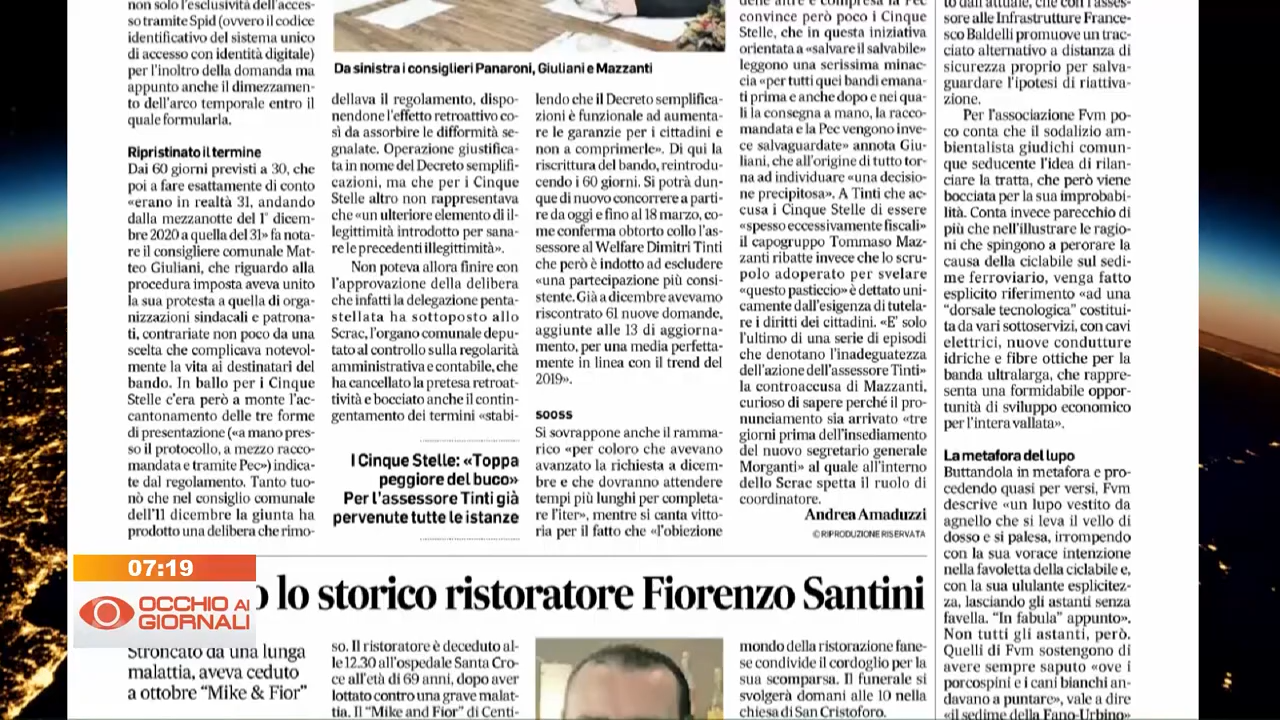 non solo l'esclusività dell'acces-
so tramite Spid (ovvero il codice
identificativo del sistema unico
di accesso con identità digitale)
per l'inoltro della domanda ma
appunto anche il dimezzamen-
to dell'arco temporale entro il
quale formularla.
Ripristinato il termine
Dai 60 giorni previsti a 30, che
poi a fare esattamente di conto
«erano in realtà 31, andando
dalla mezzanotte del 1° dicem-
bre 2020 a quella del 31» fa nota-
re il consigliere comunale Mat-
teo Giuliani, che riguardo alla
procedura imposta aveva unito
la sua protesta a quella di orga-
nizzazioni sindacali e patrona-
ti, contrariate non poco da una
scelta che complicava notevol-
mente la vita ai destinatari del
bando. In ballo per i Cinque
Stelle c'era però a monte l'ac-
cantonamento delle tre forme
di presentazione («a mano pres-
so il protocollo, a mezzo racco-
mandata e tramite Pec») indica-
te dal regolamento. Tanto tuo-
nò che nel consiglio comunale
dell'11 dicembre la giunta ha
prodotto una delibera che rimo-
Da sinistra i consiglieri Panaroni, Giuliani e Mazzanti
dellava il regolamento, dispo-
nendone l'effetto retroattivo co-
sì da assorbire le difformità se-
gnalate. Operazione giustifica-
ta in nome del Decreto semplifi-
cazioni, ma che per i Cinque
Stelle altro non rappresentava
che «un ulteriore elemento di il-
legittimità introdotto per sana-
re le precedenti illegittimità».
Non poteva allora finire con
l'approvazione della delibera
che infatti la delegazione penta-
stellata ha sottoposto allo
Scrac, l'organo comunale depu-
tato al controllo sulla regolarità
amministrativa e contabile, che
ha cancellato la pretesa retroat-
tività e bocciato anche il contin-
gentamento dei termini «stabi-
I Cinque Stelle: «Toppa
peggiore del buco»
Per l'assessore Tinti già
pervenute tutte le istanze
lendo che il Decreto semplifica-
zioni è funzionale ad aumenta-
re le garanzie per i cittadini e
non a comprimerle». Di qui la
riscrittura del bando, reintrodu-
cendo i 60 giorni. Si potrà dun-
que di nuovo concorrere a parti-
re da oggi e fino al 18 marzo, co-
me conferma obtorto collo l'as-
sessore al Welfare Dimitri Tinti
che però è indotto ad escludere
«una partecipazione più consi-
stente. Già a dicembre avevamo
riscontrato 61 nuove domande,
aggiunte alle 13 di aggiorna-
mento, per una media perfetta-
mente in linea con il trend del
2019».
sooss
Si sovrappone anche il ramma-
rico «per coloro che avevano
avanzato la richiesta a dicem-
bre e che dovranno attendere
tempi più lunghi per completa-
re l'iter», mentre si canta vitto-
ria per il fatto che «l'obiezione
delle altre e compresa la Pec
convince però poco i Cinque
Stelle, che in questa iniziativa
orientata a «salvare il salvabile»
leggono una serissima minac-
cia «per tutti quei bandi emana-
ti prima e anche dopo e nei qua-
li la consegna a mano, la racco-
mandata e la Pec vengono inve-
ce salvaguardate» annota Giu-
liani, che all'origine di tutto tor-
na ad individuare «una decisio-
ne precipitosa». A Tinti che ac-
cusa i Cinque Stelle di essere
«spesso eccessivamente fiscali»
il capogruppo Tommaso Maz-
zanti ribatte invece che lo scru-
polo adoperato per svelare
«questo pasticcio» è dettato uni-
camente dall'esigenza di tutela-
re i diritti dei cittadini. «E' solo
l'ultimo di una serie di episodi
che denotano l'inadeguatezza
dell'azione dell'assessore Tinti»
la controaccusa di Mazzanti,
curioso di sapere perché il pro-
nunciamento sia arrivato «tre
giorni prima dell'insediamento
del nuovo segretario generale
Morganti» al quale all'interno
dello Scrac spetta il ruolo di
coordinatore.
Andrea Amaduzzi
© RIPRODUZIONE RISERVATA
to dall'attuale, che con l'asses-
sore alle Infrastrutture France-
sco Baldelli promuove un trac-
ciato alternativo a distanza di
sicurezza proprio per salva-
guardare l'ipotesi di riattiva-
zione.
Per l'associazione Fvm po-
co conta che il sodalizio am-
bientalista giudichi comun-
que seducente l'idea di rilan-
ciare la tratta, che però viene
bocciata per la sua improbabi-
lità. Conta invece parecchio di
più che nell'illustrare le ragio-
ni che spingono a perorare la
causa della ciclabile sul sedi-
me ferroviario, venga fatto
esplicito riferimento «ad una
"dorsale tecnologica" costitui-
ta da vari sottoservizi, con cavi
elettrici, nuove condutture
idriche e fibre ottiche per la
banda ultralarga, che rappre-
senta una formidabile oppor-
tunità di sviluppo economico
per l'intera vallata».
La metafora del lupo
Buttandola in metafora e pro-
cedendo quasi per versi, Fvm
descrive «un lupo vestito da
agnello che si leva il vello di
dosso e si palesa, irrompendo
con la sua vorace intenzione
nella favoletta della ciclabile e,
con la sua ululante esplicitez-
za, lasciando gli astanti senza
favella. "In fabula" appunto».
Non tutti gli astanti, però.
Quelli di Fvm sostengono di
avere sempre saputo «ove i
porcospini e i cani bianchi an-
davano a puntare», vale a dire
«il sedime della Fano-Urbino»
07:19
OCCHIO AI
GIORNALI
o lo storico ristoratore Fiorenzo Santini
Stroncato da una lunga
malattia, aveva ceduto
a ottobre "Mike & Fior"
so. Il ristoratore è deceduto al-
le 12.30 all'ospedale Santa Cro-
ce all'età di 69 anni, dopo aver
lottato contro una grave malat-
tia. Il "Mike and Fior" di Centi-
mondo della ristorazione fane-
se condivide il cordoglio per la
sua scomparsa. Il funerale si
svolgerà domani alle 10 nella
chiesa di San Cristoforo.